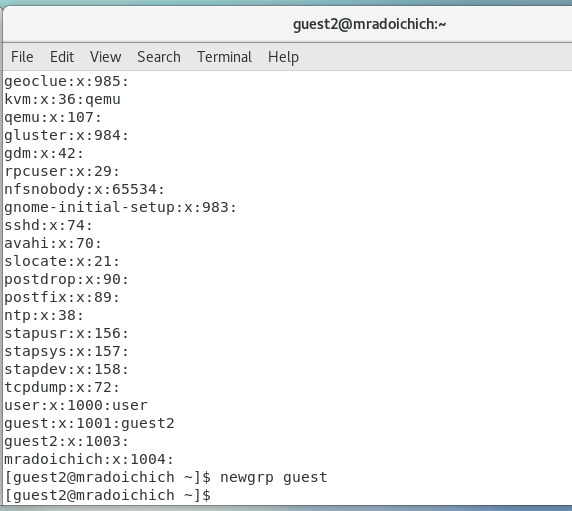 guest2@mradoichich:~
File Edit View Search Terminal Help
geoclue:x:985:
kvm:x:36:qemu
qemu:x:107:
gluster:x:984:
gdm:x:42:
rpcuser:x:29:
nfsnobody:x:65534:
gnome-initial-setup:x:983:
sshd:x:74:
avahi:x:70:
slocate:x:21:
postdrop:x:90:
postfix:x:89:
ntp:x:38:
stapusr:x:156:
stapsys:x:157:
stapdev:x:158:
tcpdump:x:72:
user:x:1000:user
guest:x:1001:guest2
guest2:x:1003:
mradoichich:x:1004:
[guest2@mradoichich ~]$ newgrp guest
[guest2@mradoichich ~]$